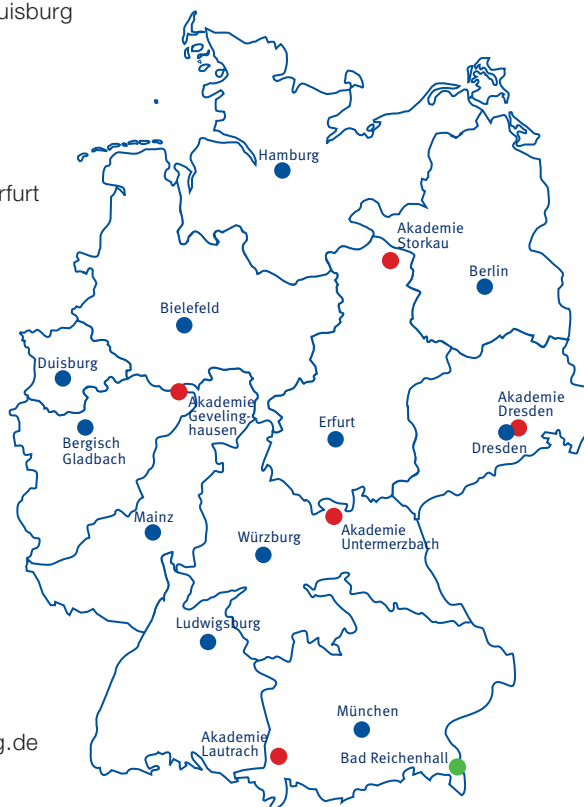 uisburg
Hamburg
rfurt
Akademie
Storkau
Berlin
Bielefeld
Duisburg
Akademie
Geveling-
hausen
Erfurt
Akademie
Dresden
Dresden
Bergisch
Gladbach
Mainz
Würzburg
Akademie
Untermerzbach
Ludwigsburg
München
g.de
Akademie
Lautrach
Bad Reichenhall